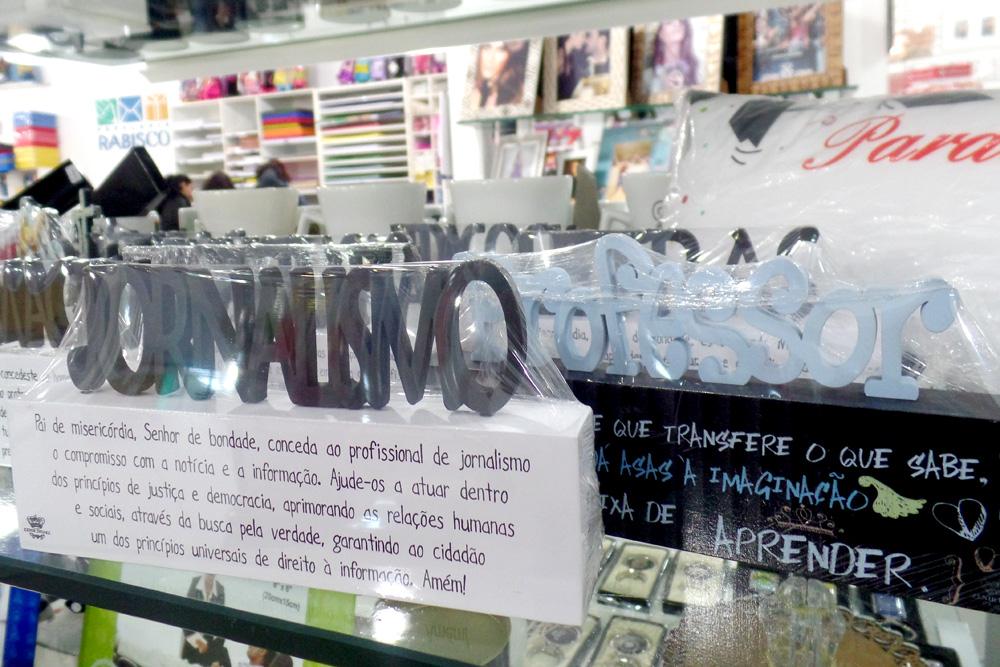 RABISCO
Para
JORNALISMO
Professor
Pai de misericórdia, Senhor de bondade, conceda ao profissional de jornalismo
o compromisso com a notícia e a informação. Ajude-os a atuar dentro
dos princípios de justiça e democracia, aprimorando as relações humanas
e sociais, através da busca pela verdade, garantindo ao cidadão
um dos princípios universais de direito à informação. Amém!
E QUE TRANSFERE O QUE SABE,
ASAS À IMAGINAÇÃO
DE
APRENDER